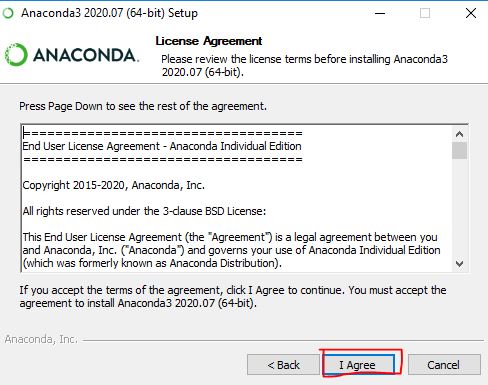 Anaconda3 2020.07 (64-bit) Setup
ANACONDA.
License Agreement
Please review the license terms before installing Anaconda3
2020.07 (64-bit).
Press Page Down to see the rest of the agreement.
======================================
End User License Agreement - Anaconda Individual Edition
======================================
Copyright 2015-2020, Anaconda, Inc.
All rights reserved under the 3-clause BSD License:
This End User License Agreement (the "Agreement") is a legal agreement between you
and Anaconda, Inc. ("Anaconda") and governs your use of Anaconda Individual Edition
(which was formerly known as Anaconda Distribution).
If you accept the terms of the agreement, click I Agree to continue. You must accept the
agreement to install Anaconda3 2020.07 (64-bit).
Anaconda, Inc.
< Back
I Agree
Cancel